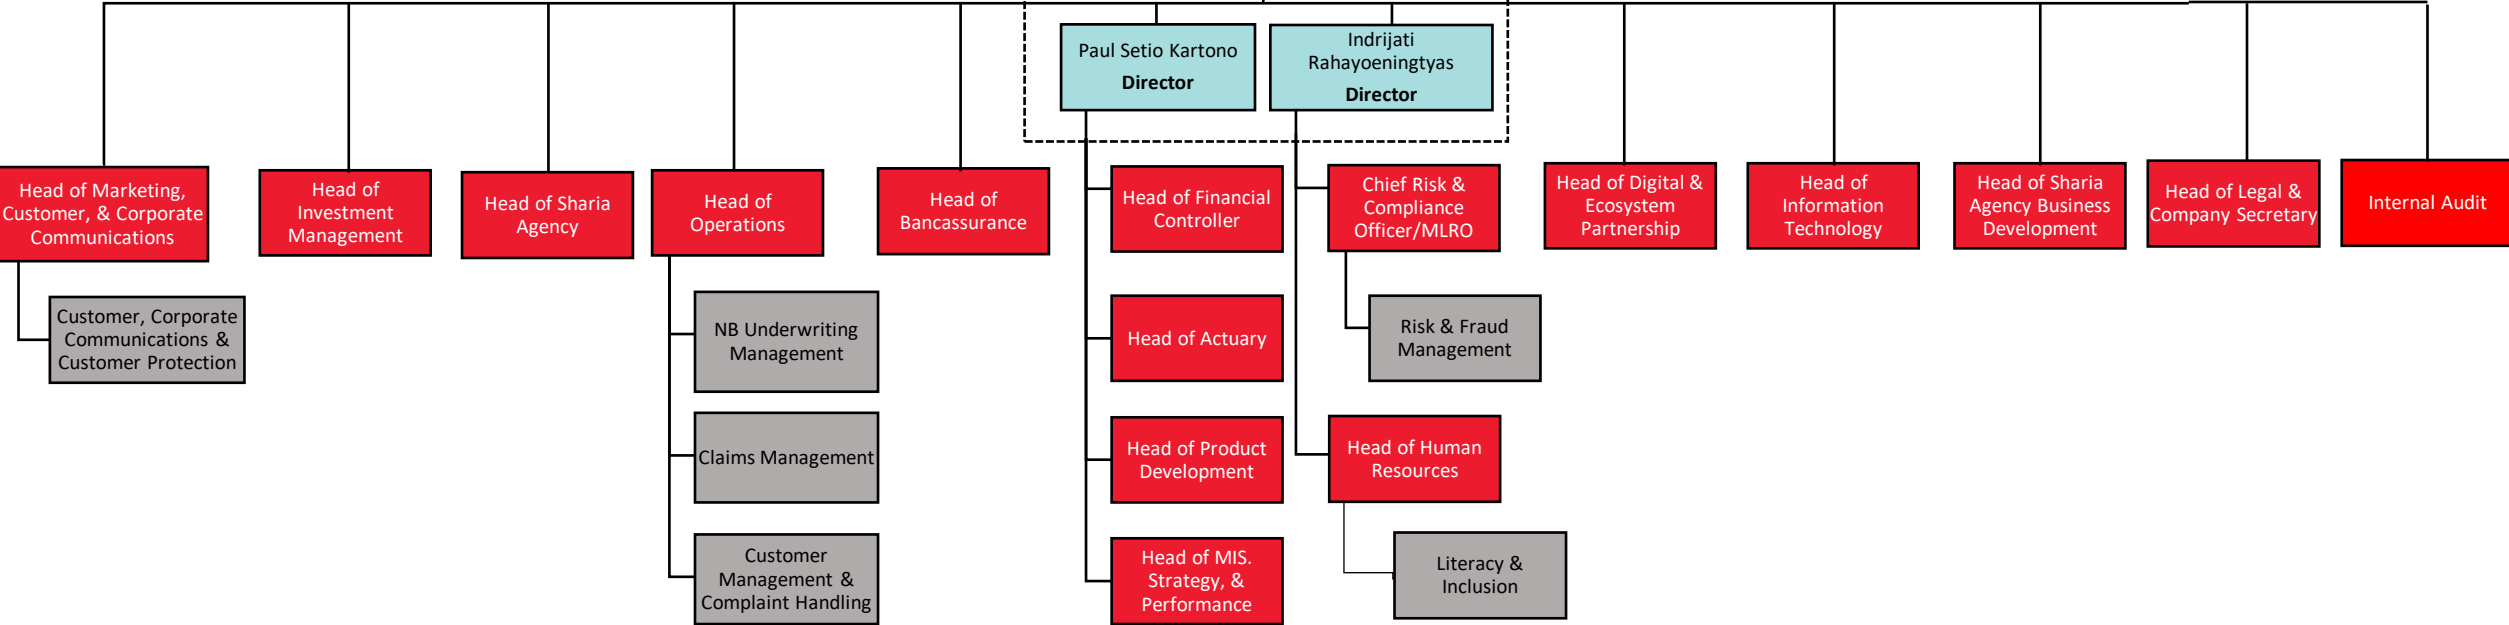 Paul Setio Kartono
Director
Indrijati
Rahayoeningtyas
Director
Head of Marketing,
Customer, & Corporate
Communications
Head of
Investment
Management
Head of Sharia
Agency
Head of
Operations
Head of
Bancassurance
Head of Financial
Controller
Chief Risk &
Compliance
Officer/MLRO
Head of Digital &
Ecosystem
Partnership
Head of
Information
Technology
Head of Sharia
Agency Business
Development
Head of Legal &
Company Secretary
Internal Audit
Customer, Corporate
Communications &
Customer Protection
NB Underwriting
Management
Head of Actuary
Risk & Fraud
Management
Claims Management
Head of Product
Development
Head of Human
Resources
Customer
Management &
Complaint Handling
Head of MIS.
Strategy, &
Performance
Literacy &
Inclusion